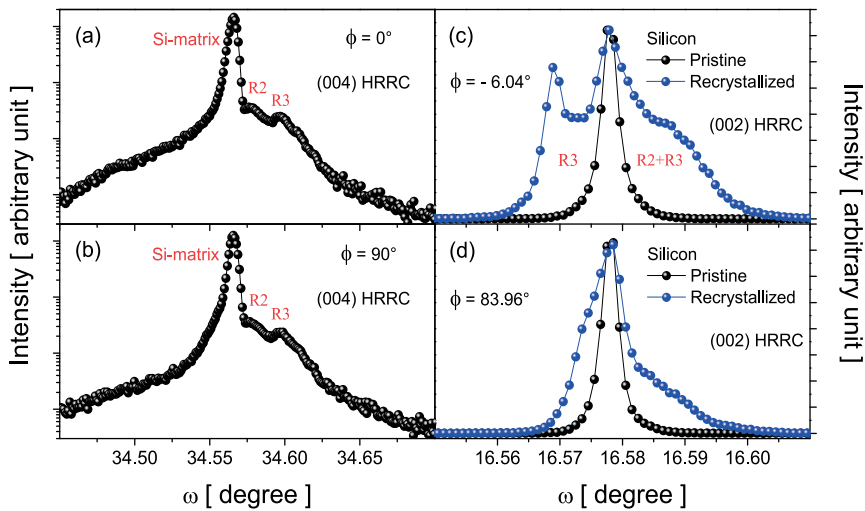 (a)
Si-matrix
ϕ = 0°
(004) HRRC
R2
R3
(b)
Si-matrix
ϕ = 90°
(004) HRRC
R2
R3
Intensity [ arbitrary unit ]
34.50
34.55
34.60
34.65
ω [ degree ]
(c)
Silicon
Pristine
Recrystallized
ϕ = - 6.04°
(002) HRRC
R3
R2+R3
(d)
Silicon
Pristine
Recrystallized
ϕ = 83.96°
(002) HRRC
Intensity [ arbitrary unit ]
16.56
16.57
16.58
16.59
16.60
ω [ degree ]